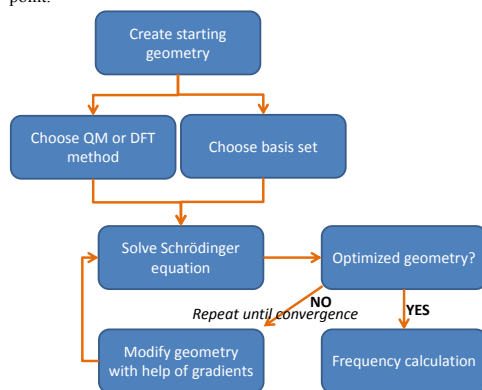 point.
Create starting
geometry
Choose QM or DFT
method
Choose basis set
Solve Schrödinger
equation
Optimized geometry?
NO
YES
Repeat until convergence
Modify geometry
with help of gradients
Frequency calculation